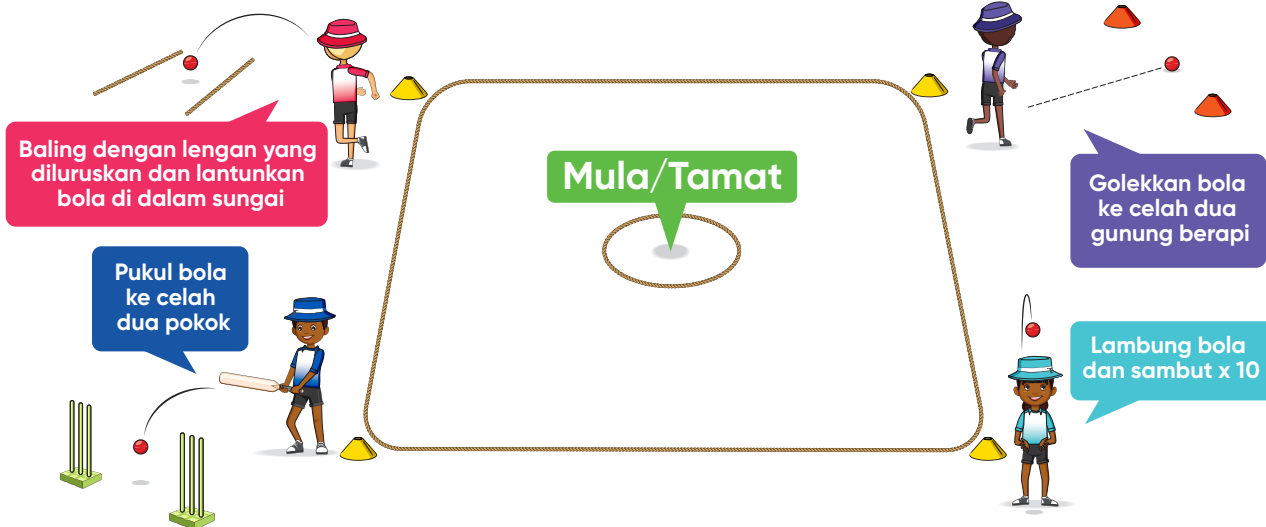 Baling dengan lengan yang
diluruskan dan lantunkan
bola di dalam sungai
Mula/Tamat
Golekkan bola
ke celah dua
gunung berapi
Pukul bola
ke celah
dua pokok
Lambung bola
dan sambut x 10